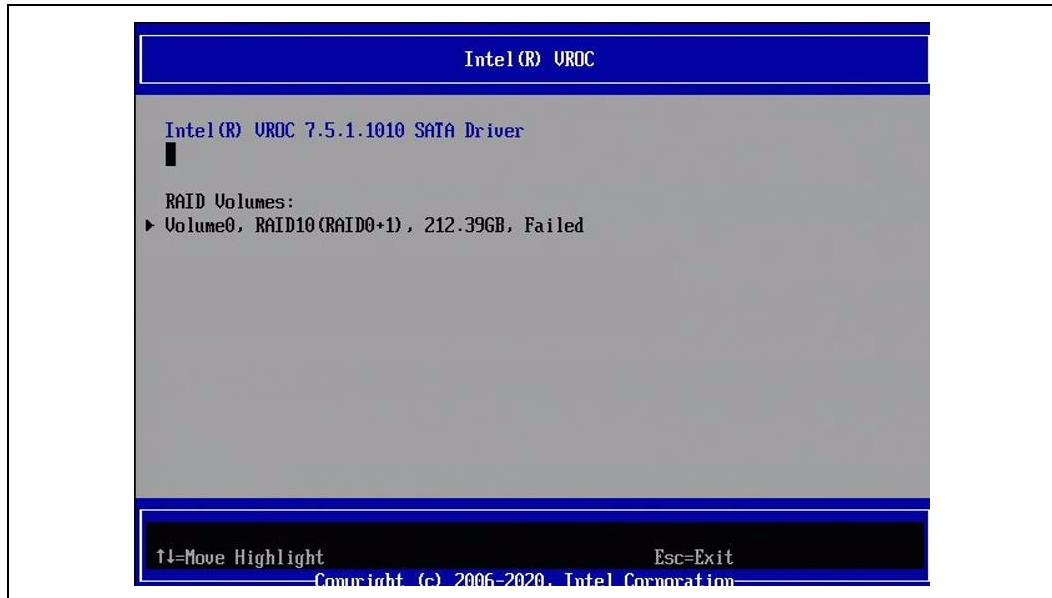 Intel(R) VROC
Intel(R) VROC 7.5.1.1010 SATA Driver
RAID Volumes:
Volume0, RAID10(RAID0+1), 212.39GB, Failed
↑↓=Move Highlight Esc=Exit
Copyright (c) 2006-2020, Intel Corporation